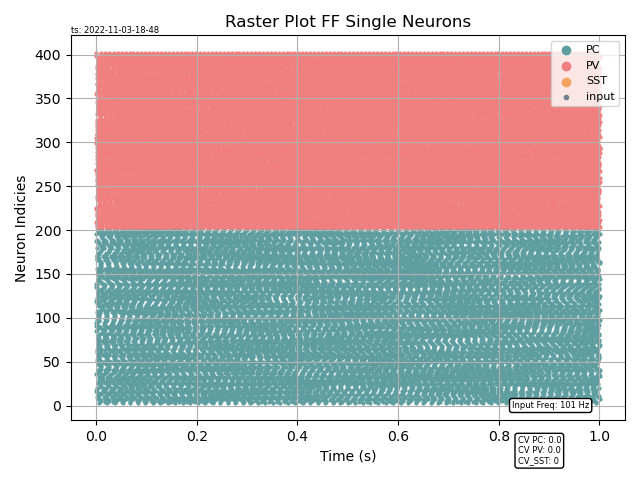 Raster Plot FF Single Neurons
ts: 2022-11-03-18-48
PC
PV
SST
input
Neuron Indicies
400
350
300
250
200
150
100
50
0
Input Freq: 101 Hz
0.0 0.2 0.4 0.6 0.8 1.0
Time (s)
CV PC: 0.0
CV PV: 0.0
CV_SST: 0